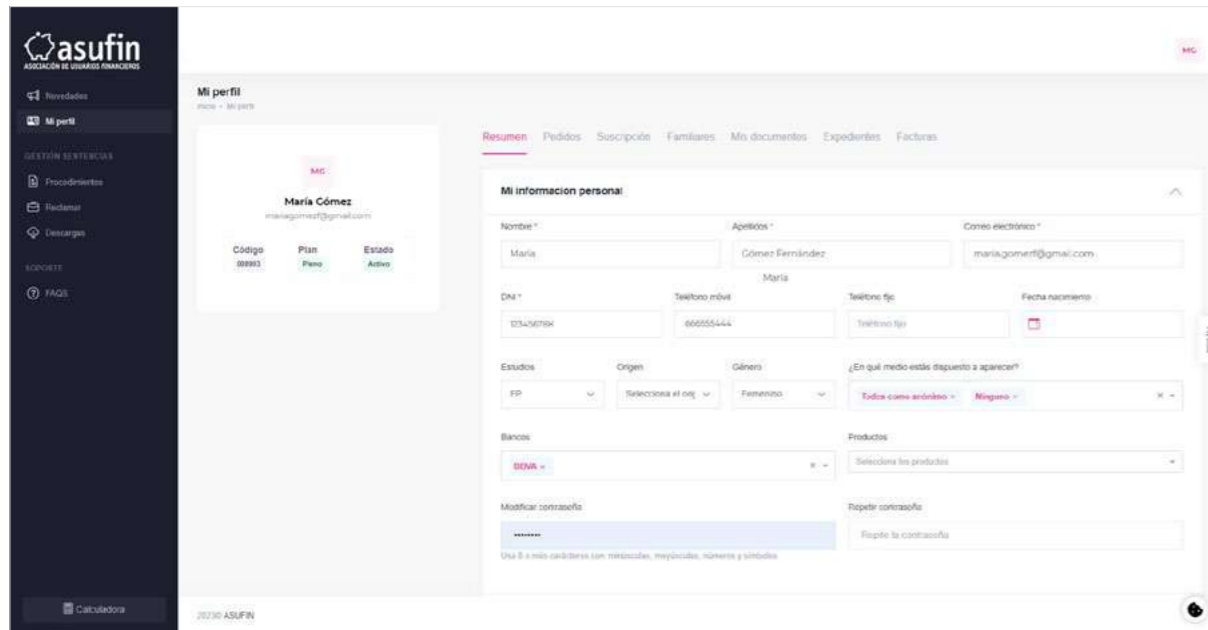 asufin
ASOCIACIÓN DE USUARIOS FINANCIEROS
MG
Novedades
Mi perfil
GESTIÓN SENTENCIAS
Procedimientos
Reclamar
Descargas
SOPORTE
FAQS
Calculadora
Mi perfil
Inicio - Mi perfil
MG
María Gómez
mariagomezf@gmail.com
Código Plan Estado
Pleno Activo
Resumen Pedidos Suscripción Familiares Mis documentos Expedientes Facturas
Mi información personal
Nombre * Apellidos * Correo electrónico *
María Gómez Fernández maria.gomezf@gmail.com
María
DNI * Teléfono móvil Teléfono fijo Fecha nacimiento
12345678X 666555444 Teléfono fijo
Estudios Origen Género ¿En qué medio estás dispuesto a aparecer?
FP Selecciona el ori Femenino Todos como anónimo × Ninguno ×
Bancos Productos
BBVA × Selecciona los productos
Modificar contraseña Repetir contraseña
•••••••• Repite la contraseña
Usa 8 o más carácteres con minúsculas, mayúsculas, números y símbolos
2023© ASUFIN